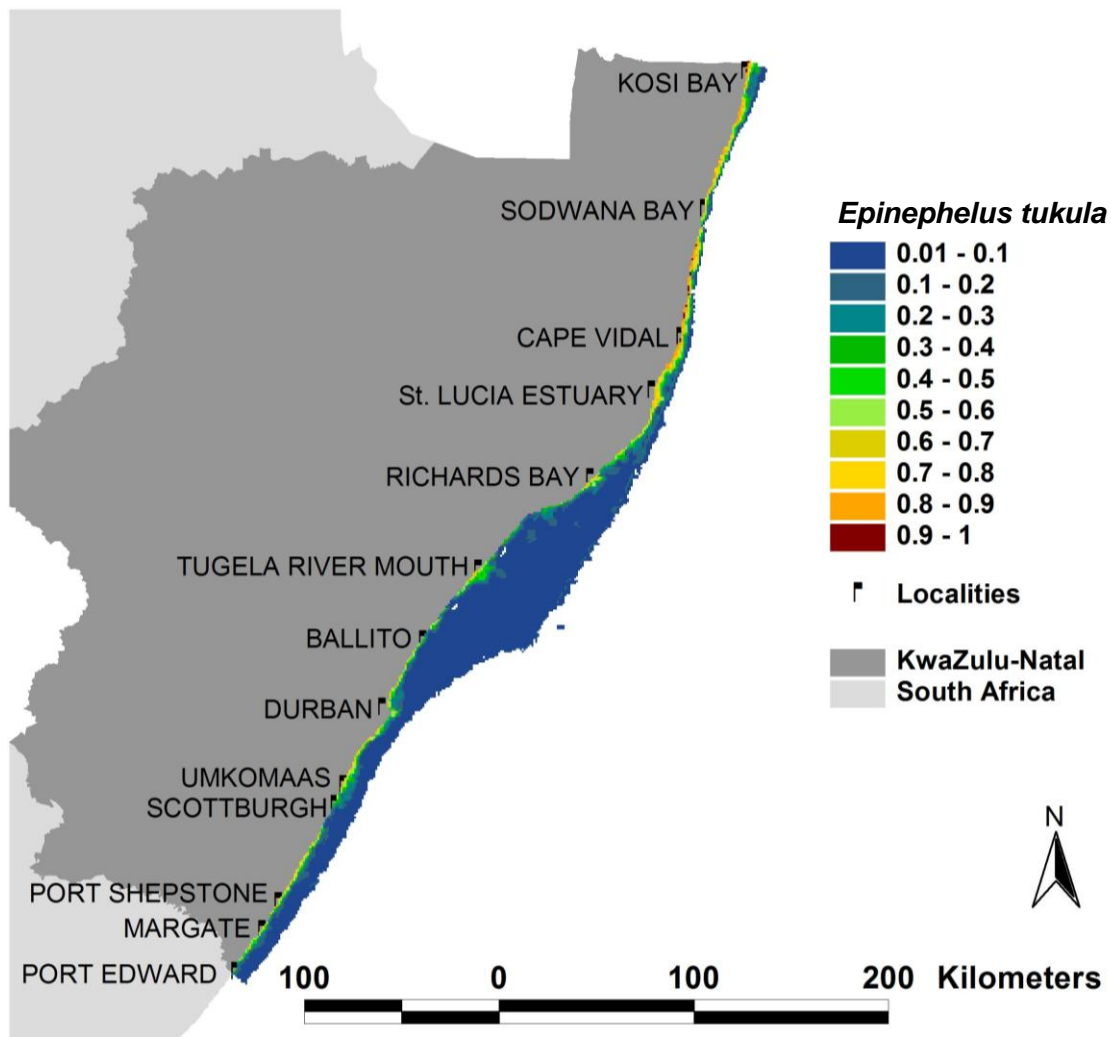 KOSI BAY
SODWANA BAY
CAPE VIDAL
St. LUCIA ESTUARY
RICHARDS BAY
TUGELA RIVER MOUTH
BALLITO
DURBAN
UMKOMAAS
SCOTTBURGH
PORT SHEPSTONE
MARGATE
PORT EDWARD
Epinephelus tukula
0.01 - 0.1
0.1 - 0.2
0.2 - 0.3
0.3 - 0.4
0.4 - 0.5
0.5 - 0.6
0.6 - 0.7
0.7 - 0.8
0.8 - 0.9
0.9 - 1
Localities
KwaZulu-Natal
South Africa
N
100 0 100 200 Kilometers